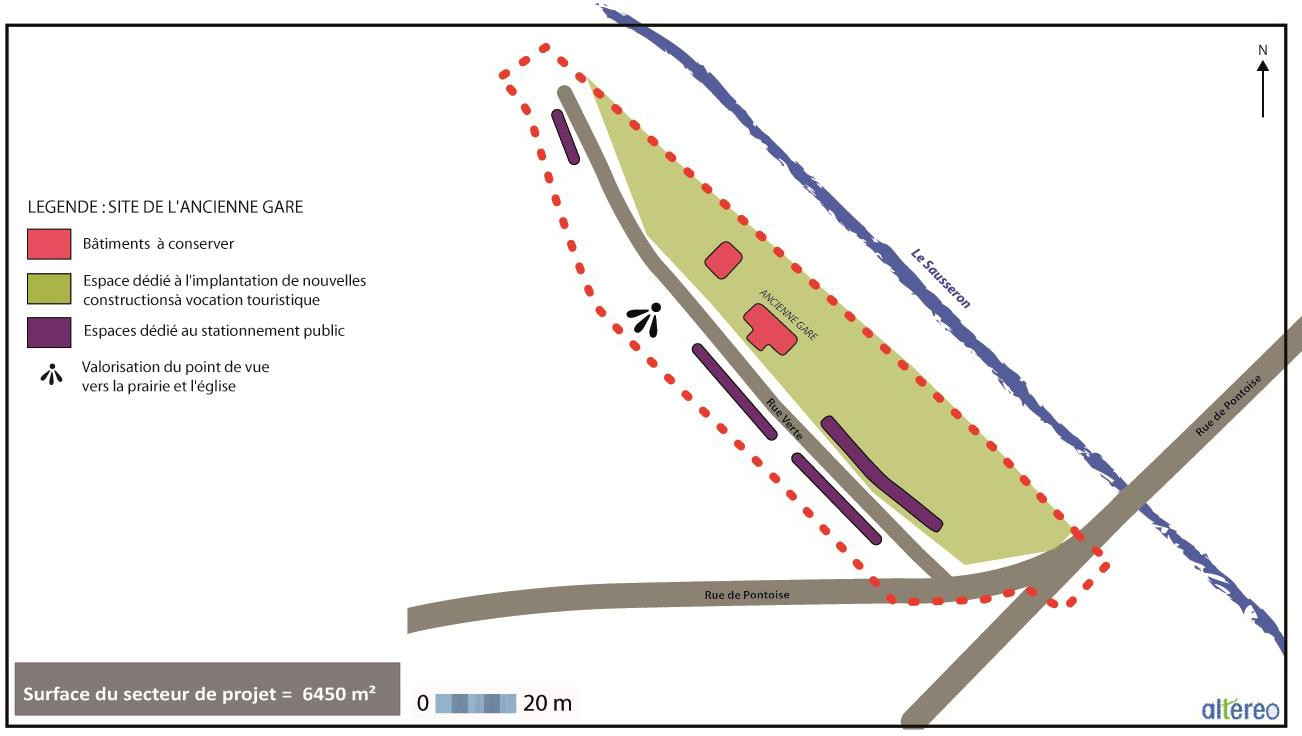 N
LEGENDE : SITE DE L'ANCIENNE GARE
Bâtiments à conserver
Espace dédié à l'implantation de nouvelles
constructionsà vocation touristique
Espaces dédié au stationnement public
Valorisation du point de vue
vers la prairie et l'église
Le Sausseron
ANCIENNE GARE
Rue Verte
Rue de Pontoise
Rue de Pontoise
Surface du secteur de projet = 6450 m²
0 20 m
altereo